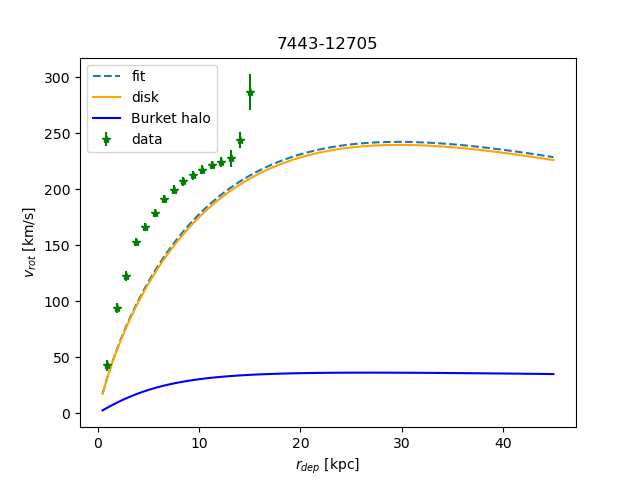 7443-12705
fit
disk
Burket halo
data
300
250
200
150
100
50
0
v_rot [km/s]
0 10 20 30 40
r_dep [kpc]